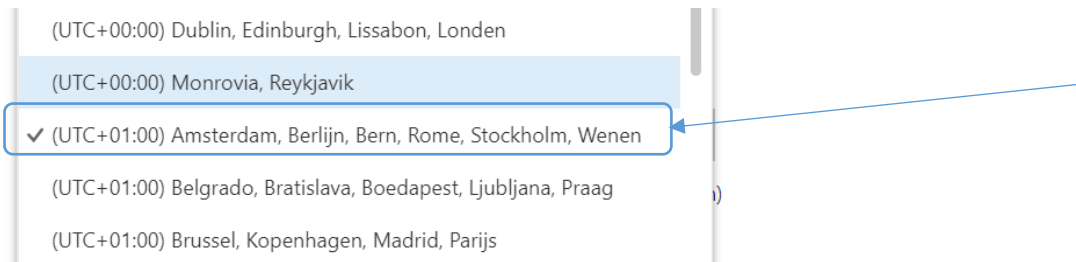 (UTC+00:00) Dublin, Edinburgh, Lissabon, Londen
(UTC+00:00) Monrovia, Reykjavik
✓ (UTC+01:00) Amsterdam, Berlijn, Bern, Rome, Stockholm, Wenen
(UTC+01:00) Belgrado, Bratislava, Boedapest, Ljubljana, Praag
(UTC+01:00) Brussel, Kopenhagen, Madrid, Parijs